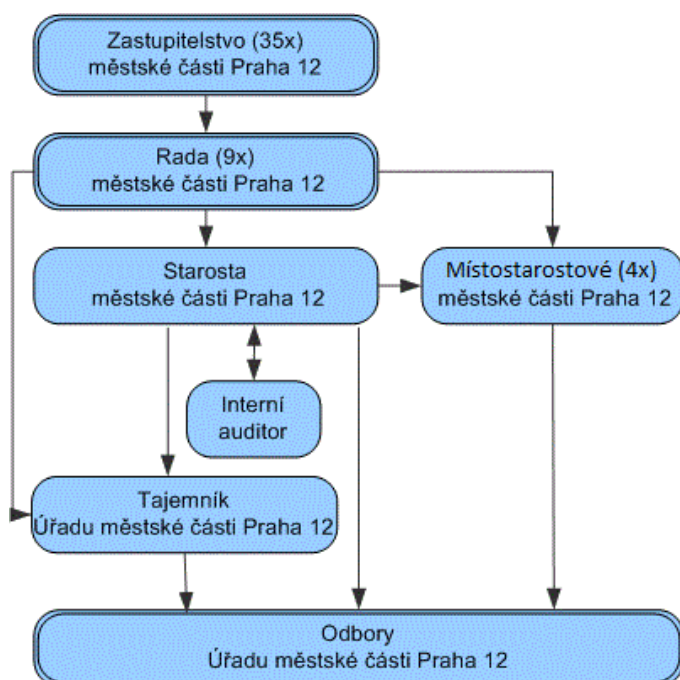 Zastupitelstvo (35x)
městské části Praha 12
Rada (9x)
městské části Praha 12
Starosta
městské části Praha 12
Místostarostové (4x)
městské části Praha 12
Interní
auditor
Tajemník
Úřadu městské části Praha 12
Odbory
Úřadu městské části Praha 12